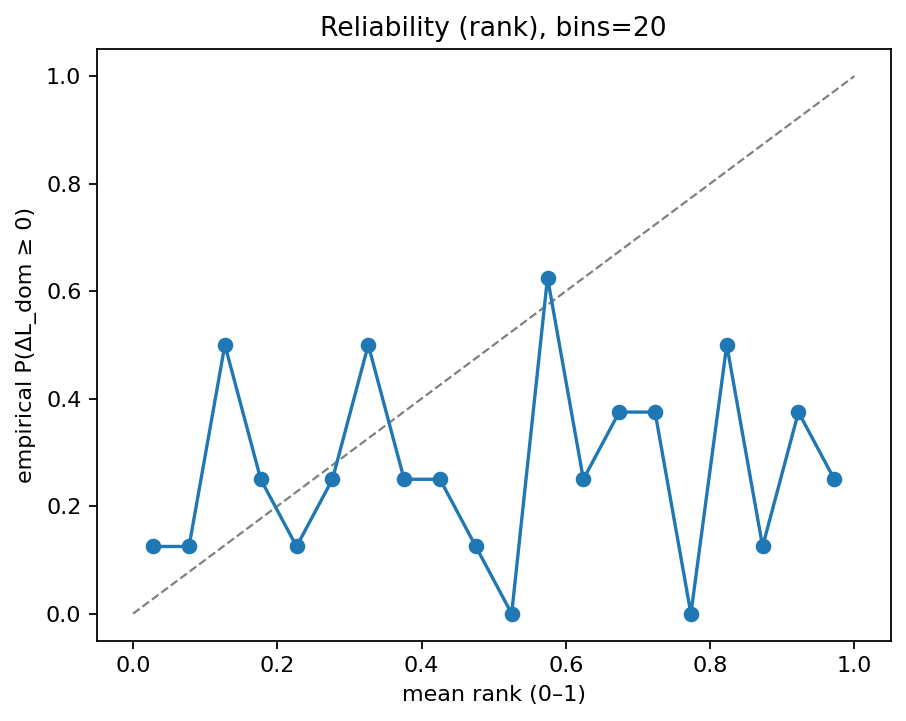 Reliability (rank), bins=20
empirical P(ΔL_dom ≥ 0)
1.0
0.8
0.6
0.4
0.2
0.0
0.0 0.2 0.4 0.6 0.8 1.0
mean rank (0–1)